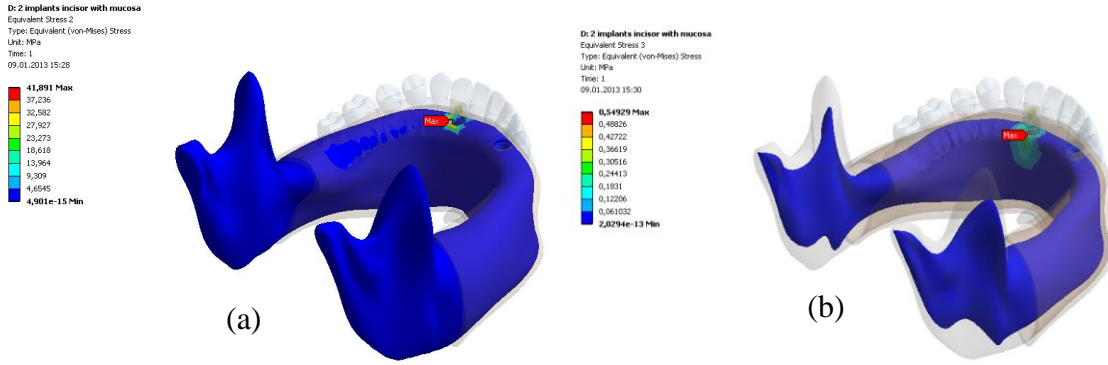 D: 2 implants incisor with mucosa
Equivalent Stress 2
Type: Equivalent (von-Mises) Stress
Unit: MPa
Time: 1
09.01.2013 15:28
41,891 Max
37,236
32,582
27,927
23,273
18,618
13,964
9,309
4,6545
4,901e-15 Min
Max
(a)
D: 2 implants incisor with mucosa
Equivalent Stress 3
Type: Equivalent (von-Mises) Stress
Unit: MPa
Time: 1
09.01.2013 15:30
0,54929 Max
0,48826
0,42722
0,36619
0,30516
0,24413
0,1831
0,12206
0,061032
2,0294e-13 Min
Max
(b)